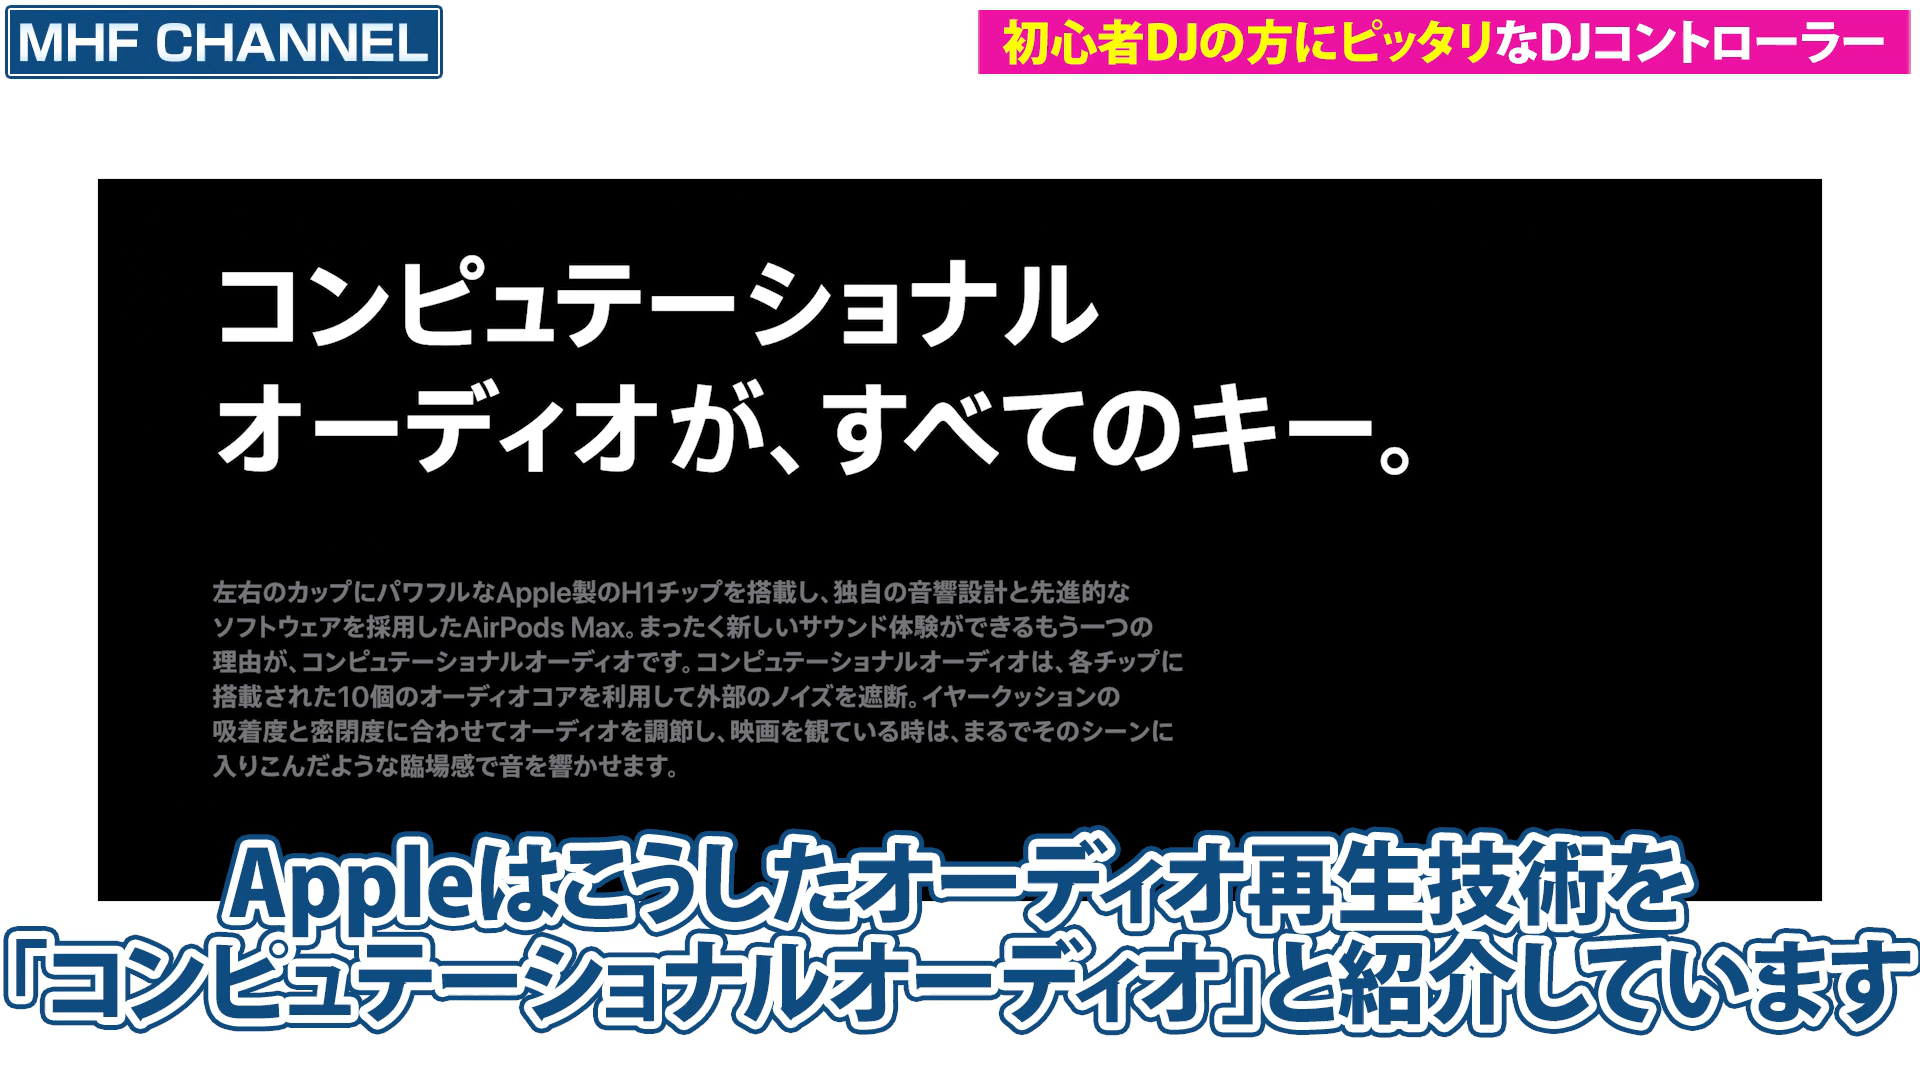 MHF CHANNEL
初心者DJの方にピッタリなDJコントローラー
コンピュテーショナル
オーディオが、すべてのキー。
左右のカップにパワフルなApple製のH1チップを搭載し、独自の音響設計と先進的な
ソフトウェアを採用したAirPods Max。まったく新しいサウンド体験ができるもう一つの
理由が、コンピュテーショナルオーディオです。コンピュテーショナルオーディオは、各チップに
搭載された10個のオーディオコアを利用して外部のノイズを遮断。イヤークッションの
吸着度と密閉度に合わせてオーディオを調節し、映画を観ている時は、まるでそのシーンに
入りこんだような臨場感で音を響かせます。
Appleはこうしたオーディオ再生技術を
「コンピュテーショナルオーディオ」と紹介しています